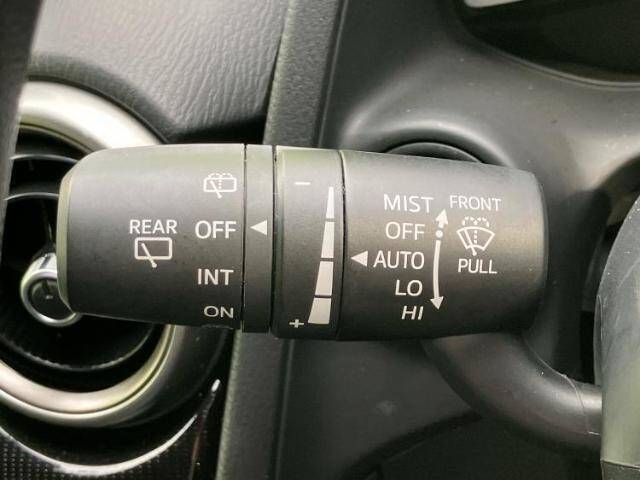 REAR
OFF
INT
ON
− +
MIST
OFF
AUTO
LO
HI
FRONT
PULL